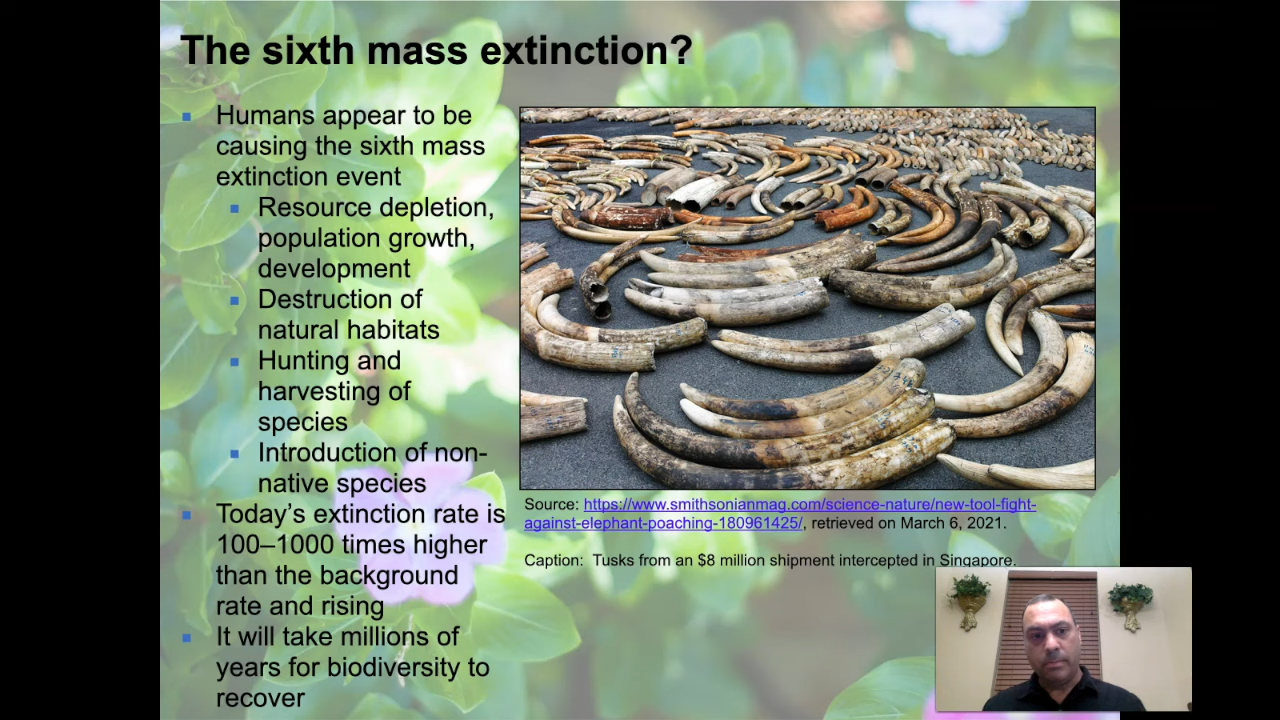 The sixth mass extinction?
Humans appear to be
causing the sixth mass
extinction event
Resource depletion,
population growth,
development
Destruction of
natural habitats
Hunting and
harvesting of
species
Introduction of non-
native species
Today’s extinction rate is
100–1000 times higher
than the background
rate and rising
It will take millions of
years for biodiversity to
recover
Source: https://www.smithsonianmag.com/science-nature/new-tool-fight-
against-elephant-poaching-180961425/, retrieved on March 6, 2021.
Caption: Tusks from an $8 million shipment intercepted in Singapore.